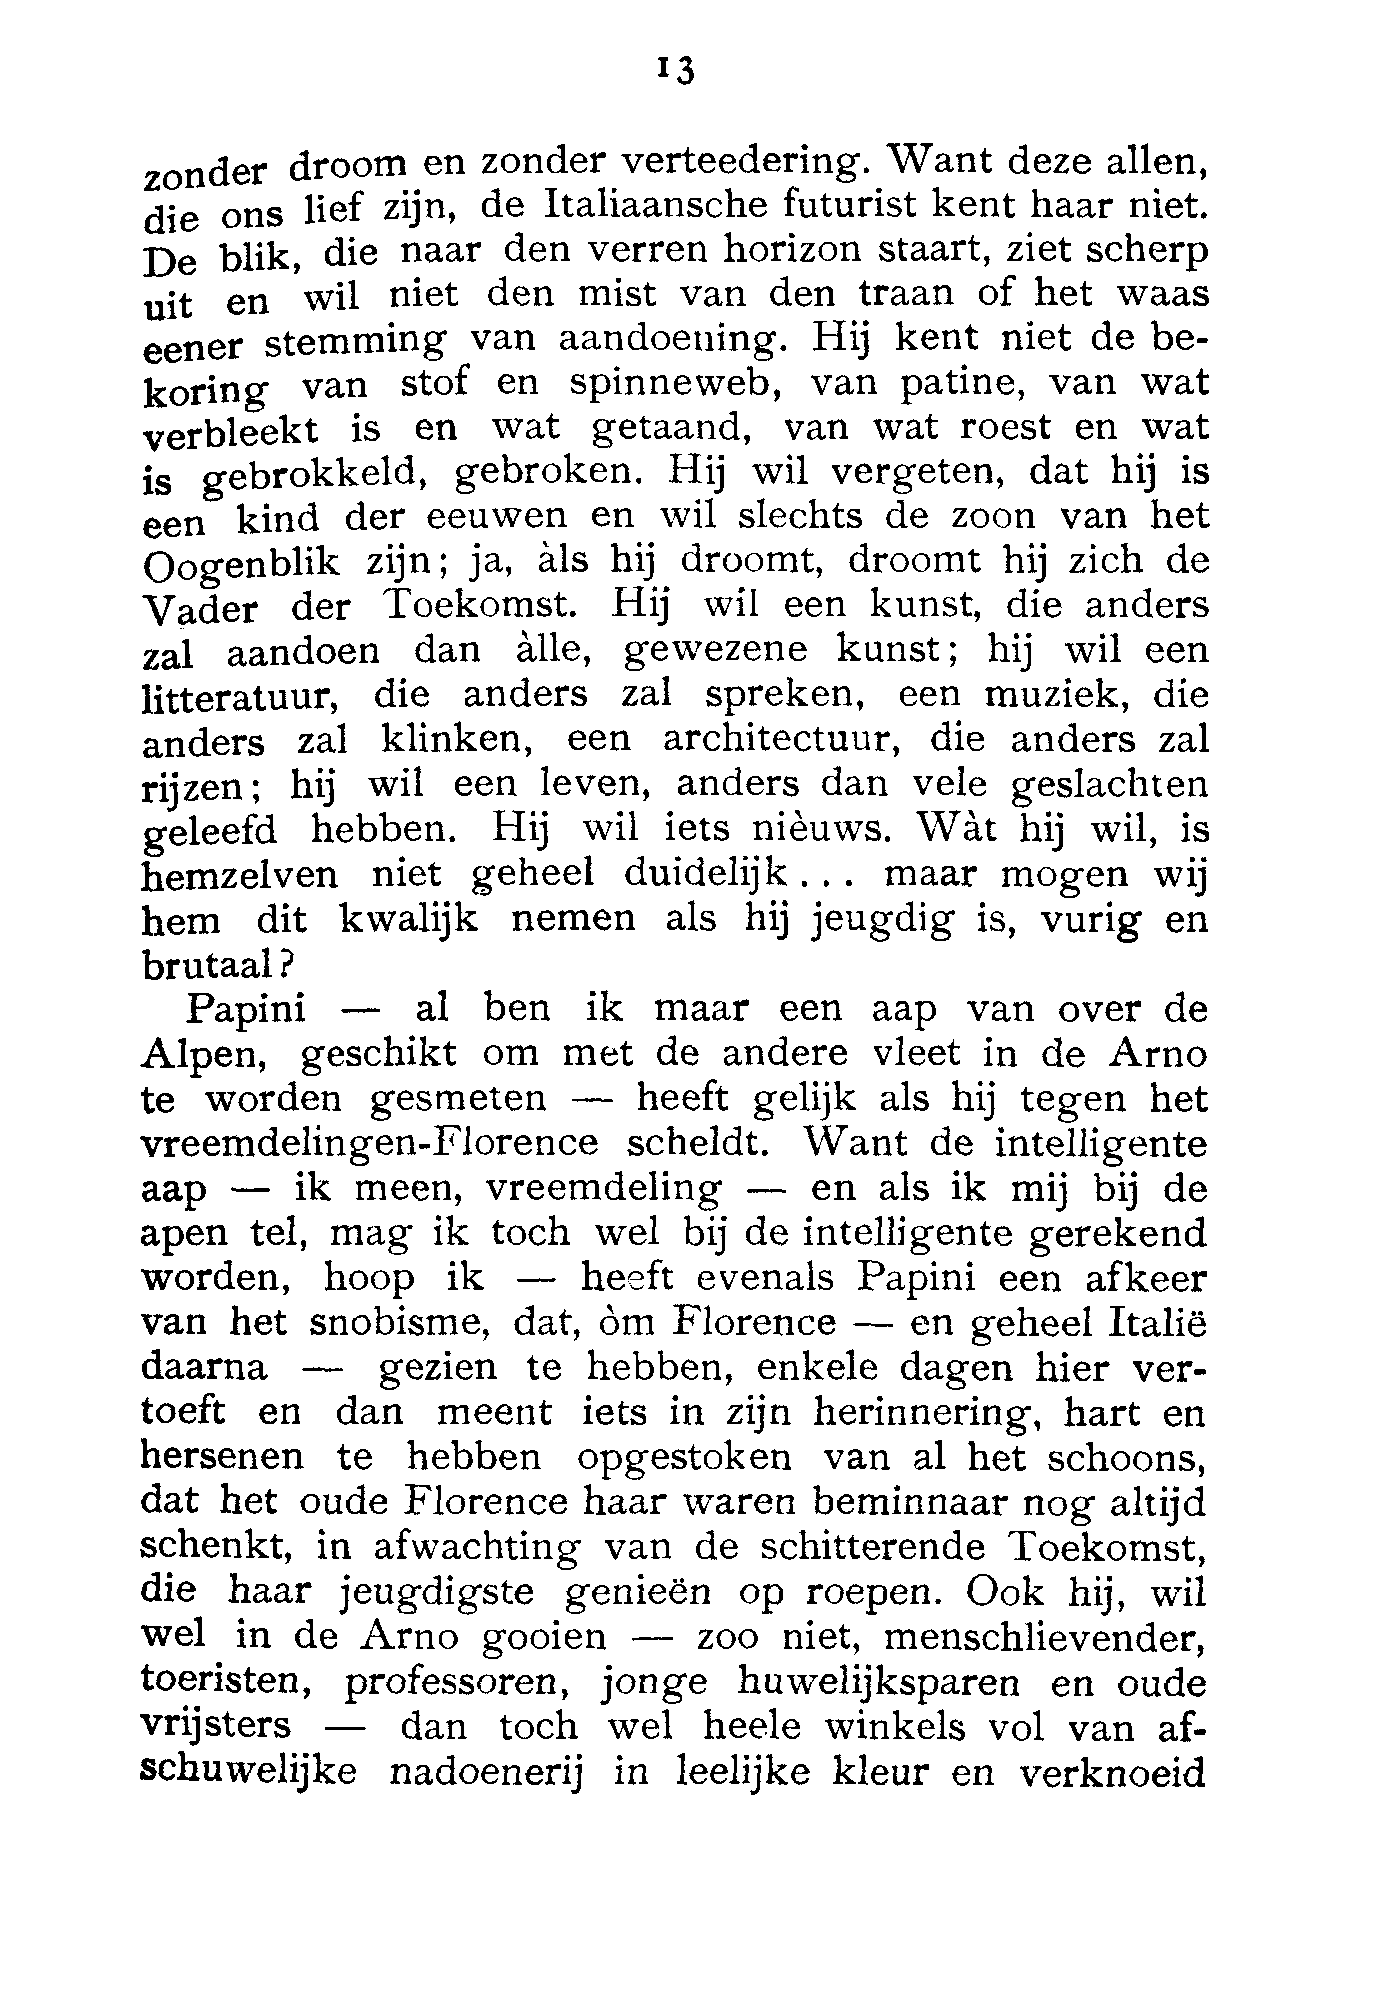 13
zonder droom en zonder verteedering. Want deze allen,
die ons lief zijn, de Italiaansche futurist kent haar niet.
De blik, die naar den verren horizon staart, ziet scherp
uit en wil niet den mist van den traan of het waas
eener stemming van aandoening. Hij kent niet de be-
koring van stof en spinneweb, van patine, van wat
verbleekt is en wat getaand, van wat roest en wat
is gebrokkeld, gebroken. Hij wil vergeten, dat hij is
een kind der eeuwen en wil slechts de zoon van het
Oogenblik zijn; ja, àls hij droomt, droomt hij zich de
Vader der Toekomst. Hij wil een kunst, die anders
zal aandoen dan àlle, gewezene kunst; hij wil een
litteratuur, die anders zal spreken, een muziek, die
anders zal klinken, een architectuur, die anders zal
rijzen; hij wil een leven, anders dan vele geslachten
geleefd hebben. Hij wil iets nièuws. Wàt hij wil, is
hemzelven niet geheel duidelijk... maar mogen wij
hem dit kwalijk nemen als hij jeugdig is, vurig en
brutaal?
Papini — al ben ik maar een aap van over de
Alpen, geschikt om met de andere vleet in de Arno
te worden gesmeten — heeft gelijk als hij tegen het
vreemdelingen-Florence scheldt. Want de intelligente
aap — ik meen, vreemdeling — en als ik mij bij de
apen tel, mag ik toch wel bij de intelligente gerekend
worden, hoop ik — heeft evenals Papini een afkeer
van het snobisme, dat, òm Florence — en geheel Italië
daarna — gezien te hebben, enkele dagen hier ver-
toeft en dan meent iets in zijn herinnering, hart en
hersenen te hebben opgestoken van al het schoons,
dat het oude Florence haar waren beminnaar nog altijd
schenkt, in afwachting van de schitterende Toekomst,
die haar jeugdigste genieën op roepen. Ook hij, wil
wel in de Arno gooien — zoo niet, menschlievender,
toeristen, professoren, jonge huwelijksparen en oude
vrijsters — dan toch wel heele winkels vol van af-
schuwelijke nadoenerij in leelijke kleur en verknoeid